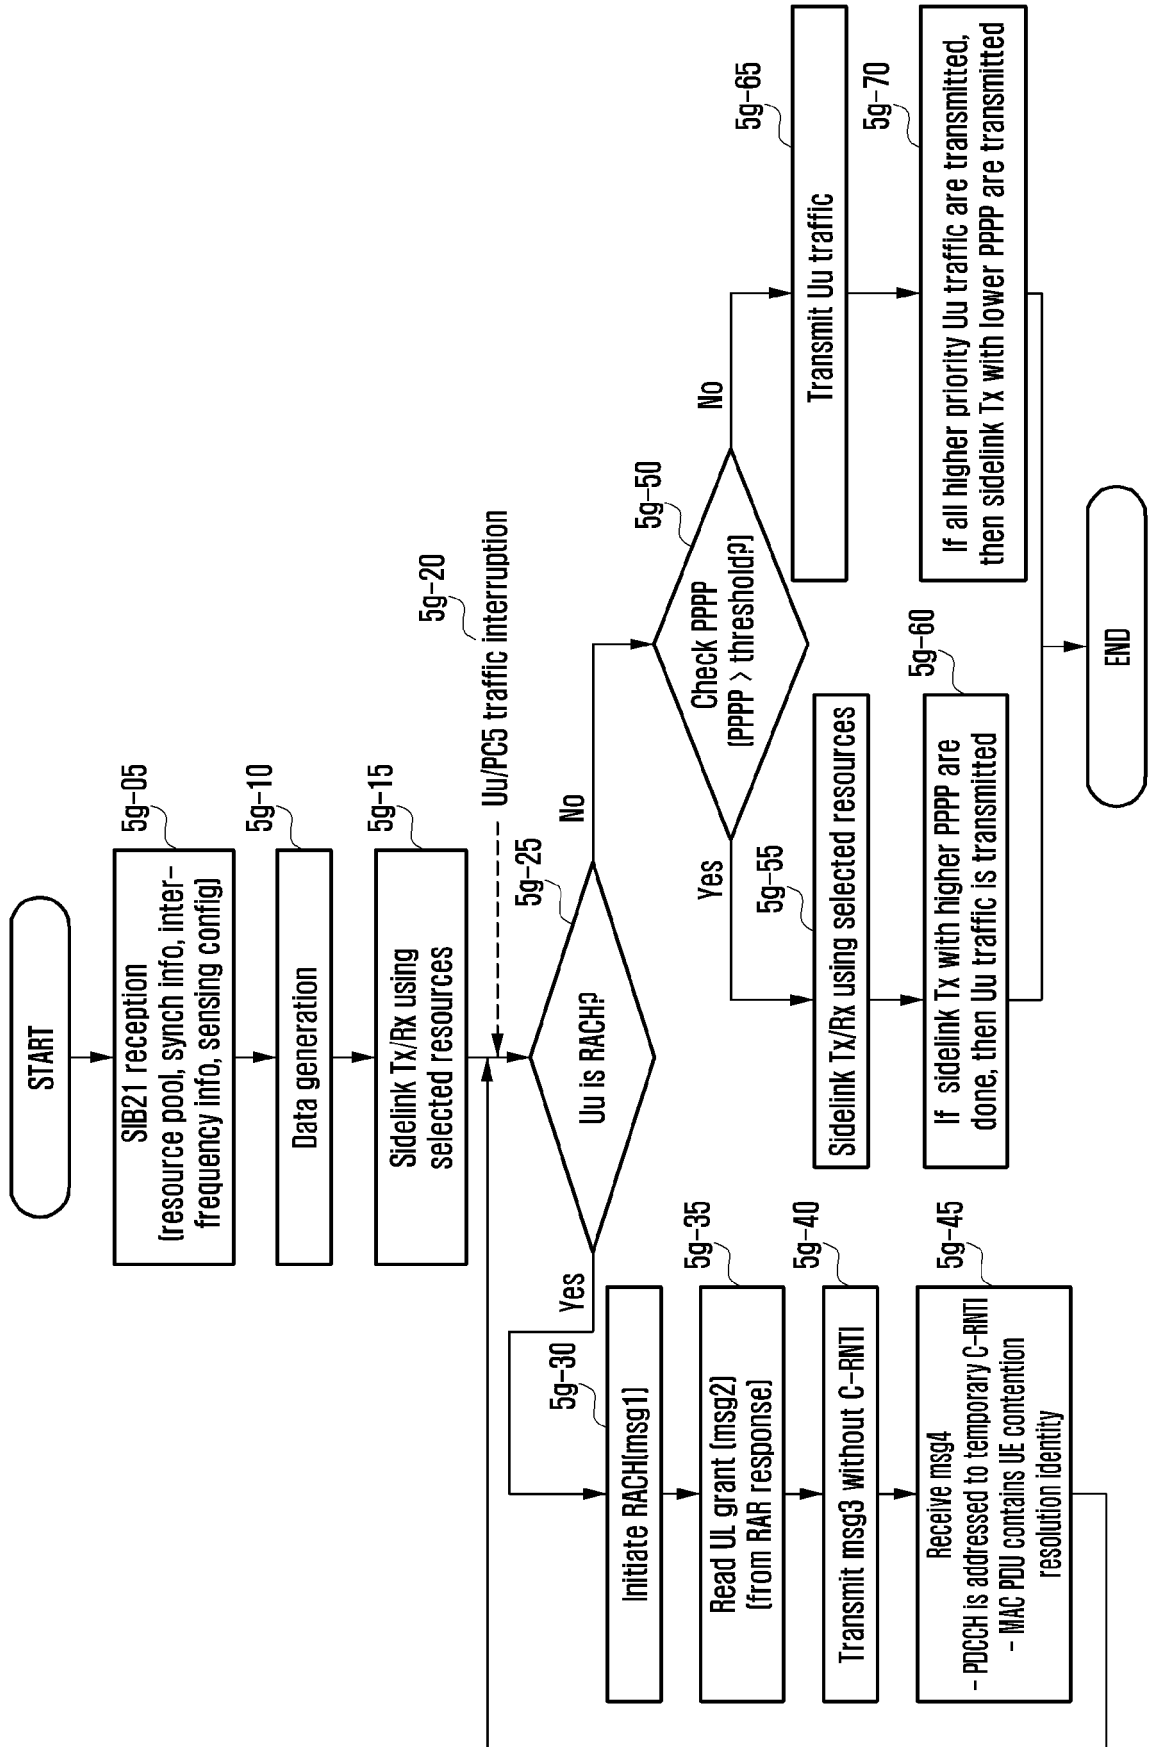 START
5g-05
SIB21 reception
(resource pool, synch info, inter-
frequency info, sensing config)
5g-10
Data generation
5g-15
Sidelink Tx/Rx using
selected resources
5g-20
Uu/PC5 traffic interruption
5g-25
Uu is RACH?
Yes
No
5g-30
Initiate RACH(msg1)
5g-35
Read UL grant (msg2)
(from RAR response)
5g-40
Transmit msg3 without C-RNTI
5g-45
Receive msg4
- PDCCH is addressed to temporary C-RNTI
- MAC PDU contains UE contention
resolution identity
5g-50
Check PPPP
(PPPP > threshold?)
Yes
No
5g-55
Sidelink Tx/Rx using selected resources
5g-60
If sidelink Tx with higher PPPP are
done, then Uu traffic is transmitted
5g-65
Transmit Uu traffic
5g-70
If all higher priority Uu traffic are transmitted,
then sidelink Tx with lower PPPP are transmitted
END